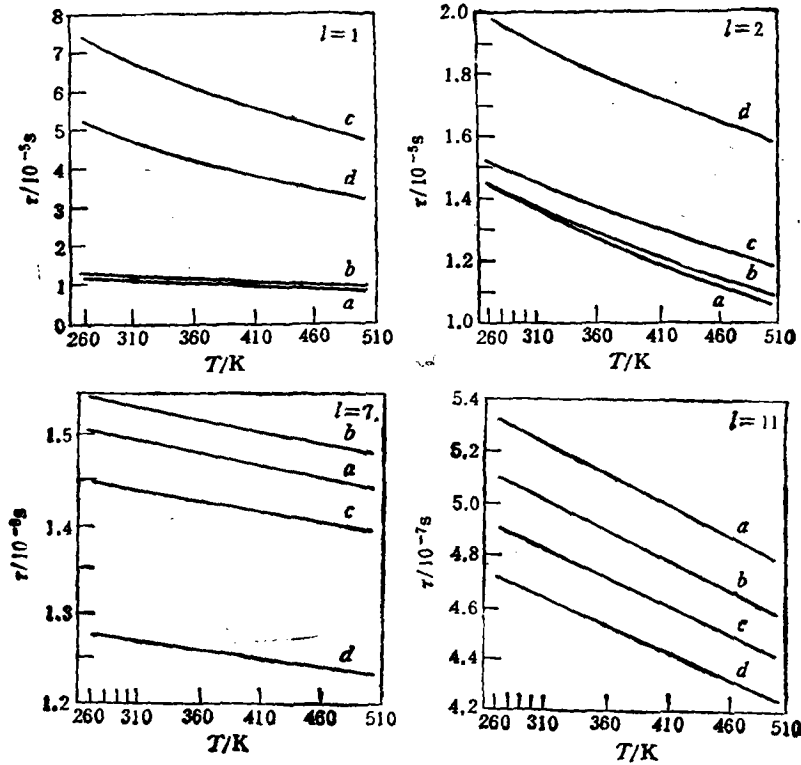 l=1
τ/10⁻⁵s
8
7
6
5
4
3
2
1
0
c
d
b
a
260 310 360 410 460 510
T/K
l=2
τ/10⁻⁵s
2.0
1.8
1.6
1.4
1.2
1.0
d
c
b
a
260 310 360 410 460 510
T/K
l=7
1.5
1.4
1.3
1.2
b
a
c
d
260 310 360 410 460 510
T/K
l=11
τ/10⁻⁷s
5.4
5.2
5.0
4.8
4.6
4.4
4.2
a
b
c
d
260 310 360 410 460 510
T/K